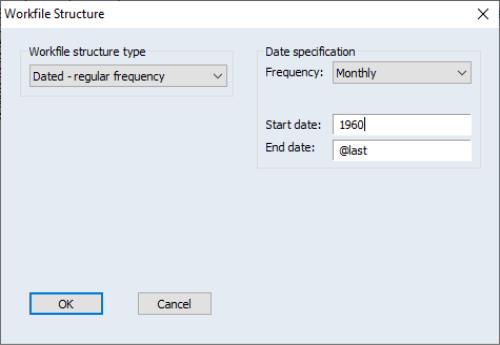 Workfile Structure
Workfile structure type
Dated - regular frequency
Date specification
Frequency: Monthly
Start date: 1960
End date: @last
OK
Cancel